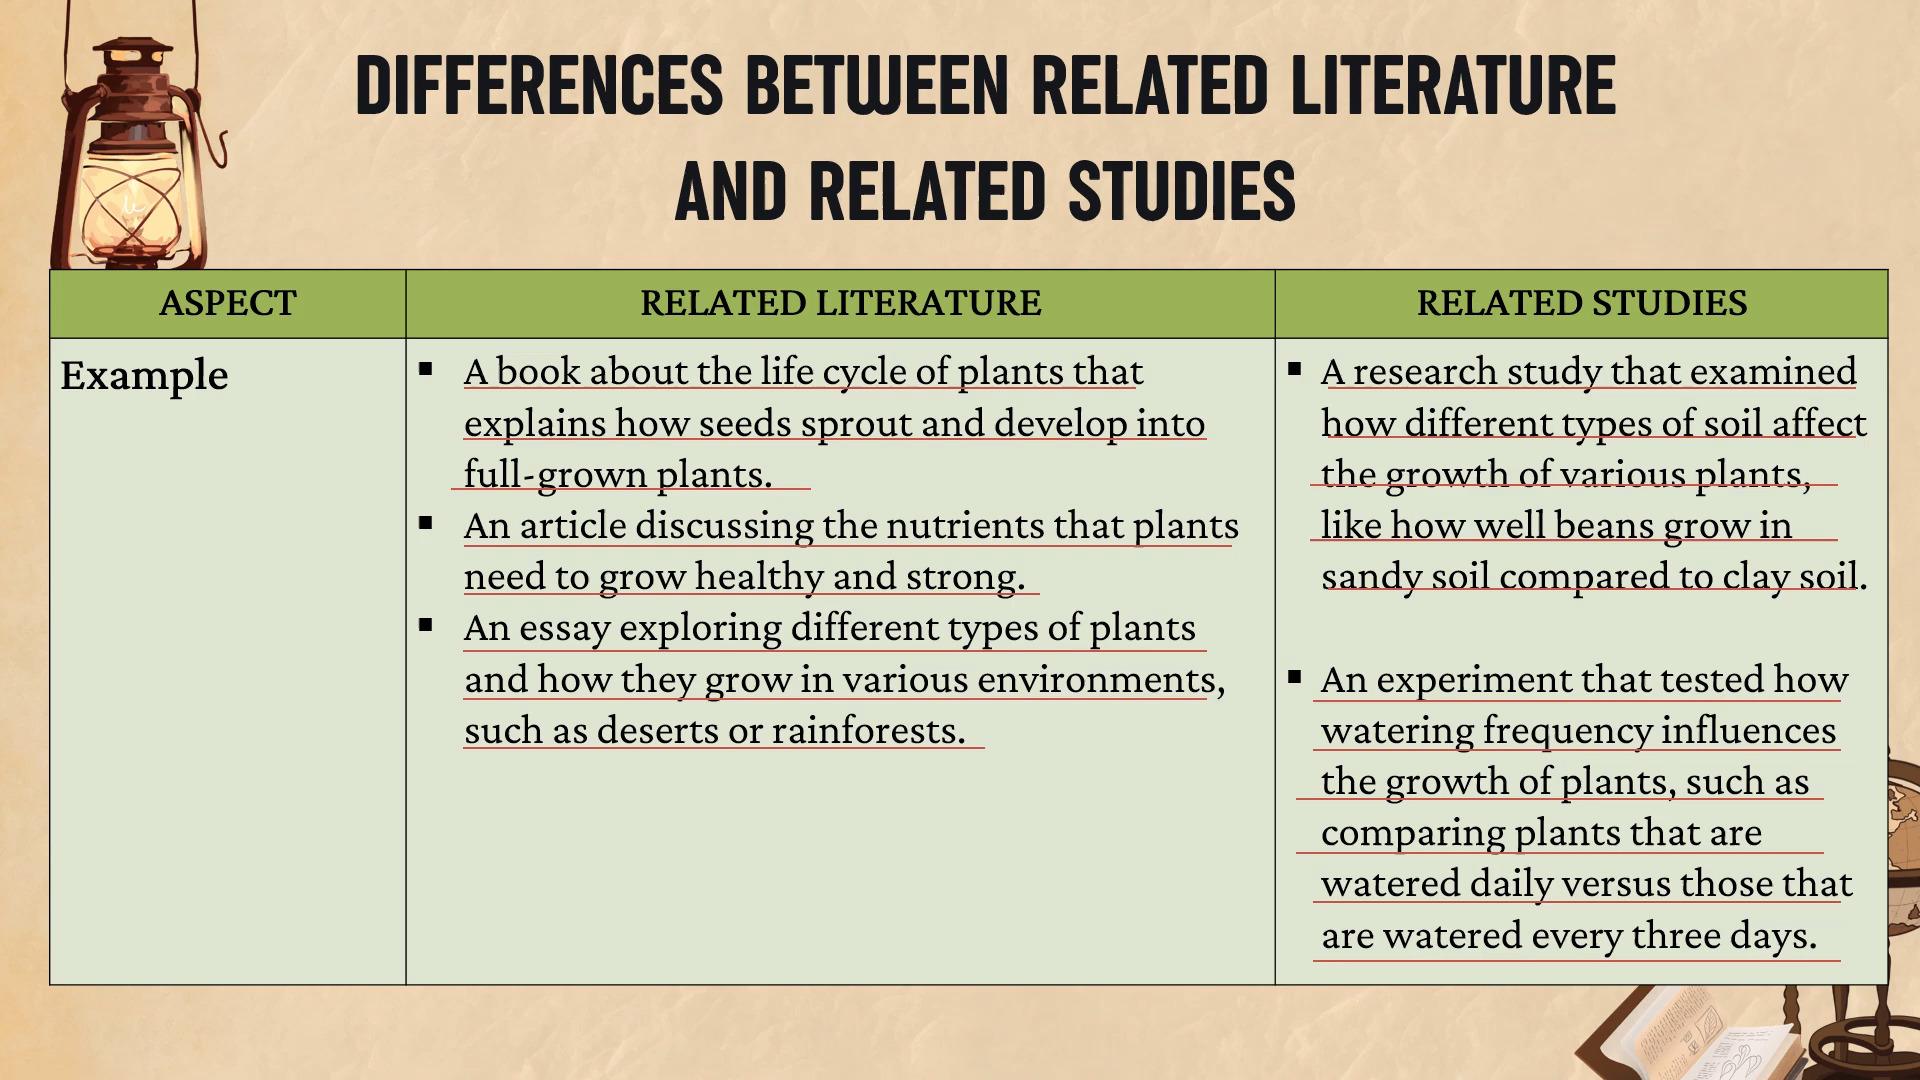 DIFFERENCES BETWEEN RELATED LITERATURE
AND RELATED STUDIES
ASPECT
RELATED LITERATURE
RELATED STUDIES
Example
▪ A book about the life cycle of plants that
explains how seeds sprout and develop into
full-grown plants.
▪ An article discussing the nutrients that plants
need to grow healthy and strong.
▪ An essay exploring different types of plants
and how they grow in various environments,
such as deserts or rainforests.
▪ A research study that examined
how different types of soil affect
the growth of various plants,
like how well beans grow in
sandy soil compared to clay soil.
▪ An experiment that tested how
watering frequency influences
the growth of plants, such as
comparing plants that are
watered daily versus those that
are watered every three days.